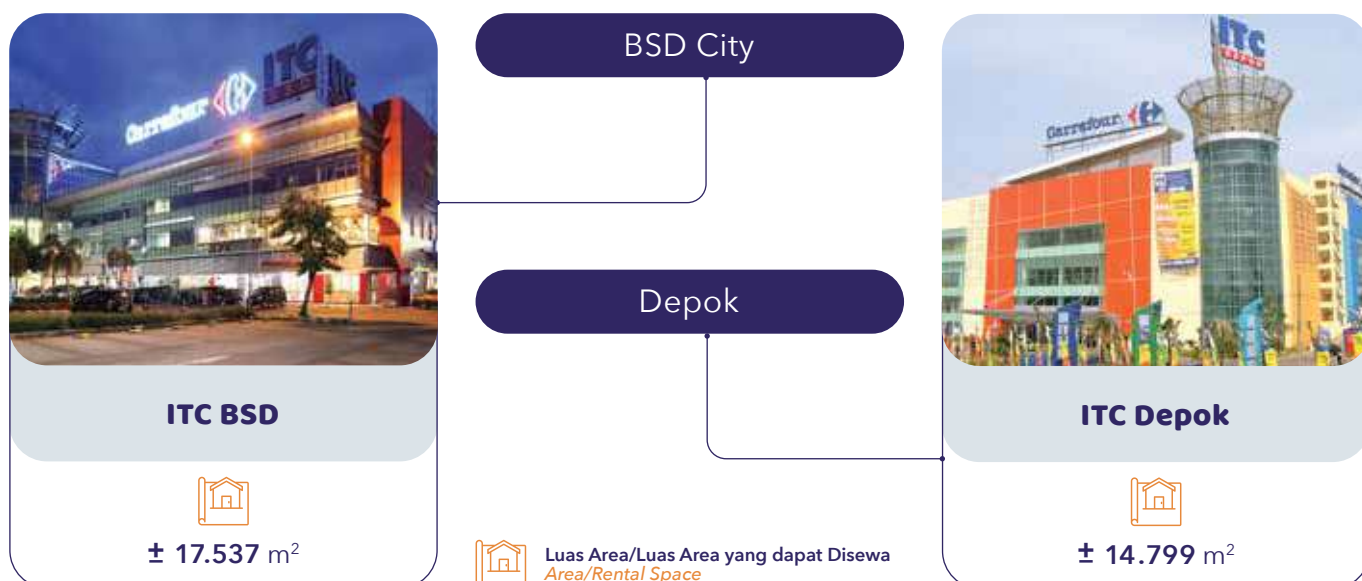 BSD City
Carrefour
ITC
Carrefour
ITC
DEPOK
Depok
ITC BSD
ITC Depok
± 17.537 m²
Luas Area/Luas Area yang dapat Disewa
Area/Rental Space
± 14.799 m²